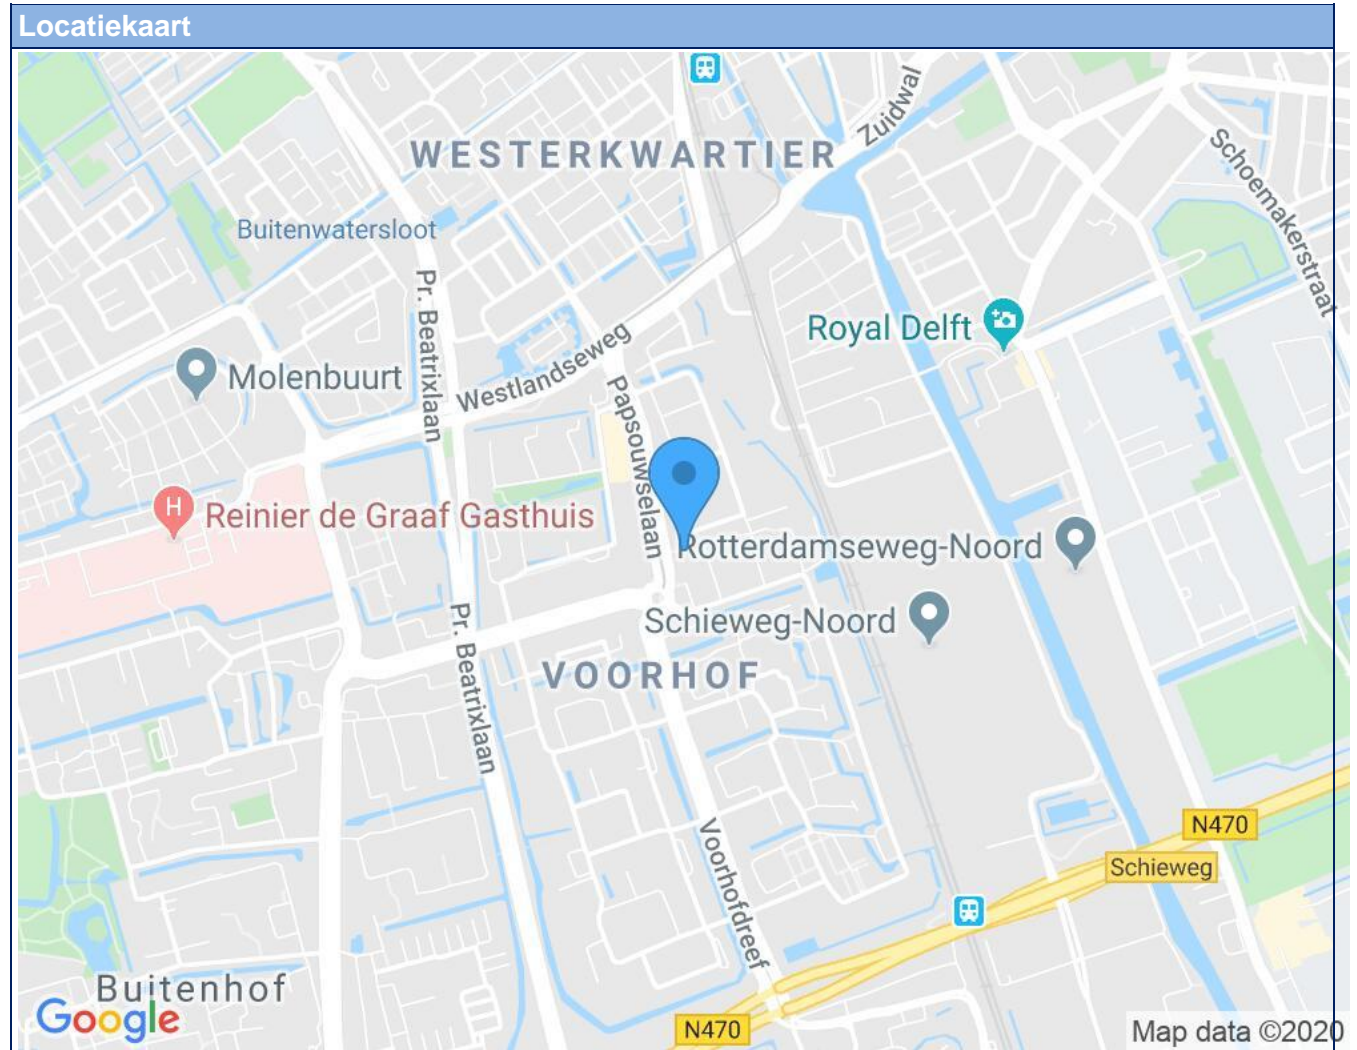 Locatiekaart
Zuidwal
WESTERKWARTIER
Schoemakerstraat
Buitenwatersloot
Pr. Beatrixlaan
Royal Delft
Westlandseweg
Molenbuurt
Papsouwselaan
Reinier de Graaf Gasthuis
H
Rotterdamseweg-Noord
Schieweg-Noord
Pr. Beatrixlaan
VOORHOF
N470
Voorhofdreef
Schieweg
Buitenhof
Google
N470
Map data ©2020